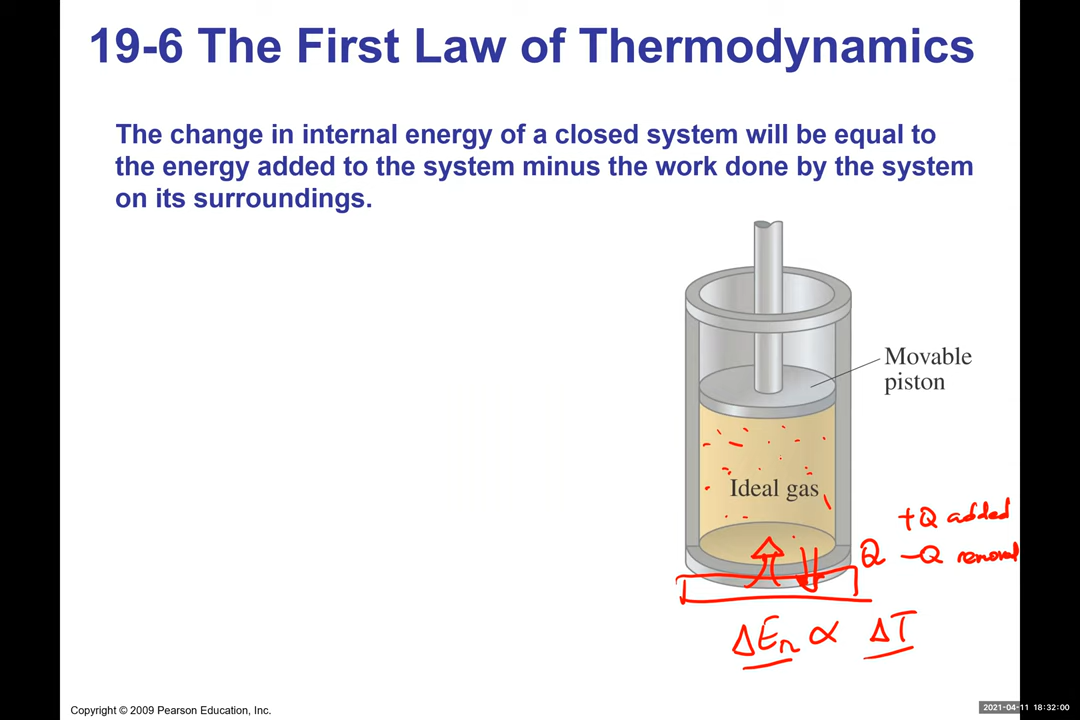 19-6 The First Law of Thermodynamics
The change in internal energy of a closed system will be equal to
the energy added to the system minus the work done by the system
on its surroundings.
Movable
piston
Ideal gas
+Q added
Q -Q removal
ΔEn ∝ ΔT
Copyright © 2009 Pearson Education, Inc.
2021-04-11 18:32:00